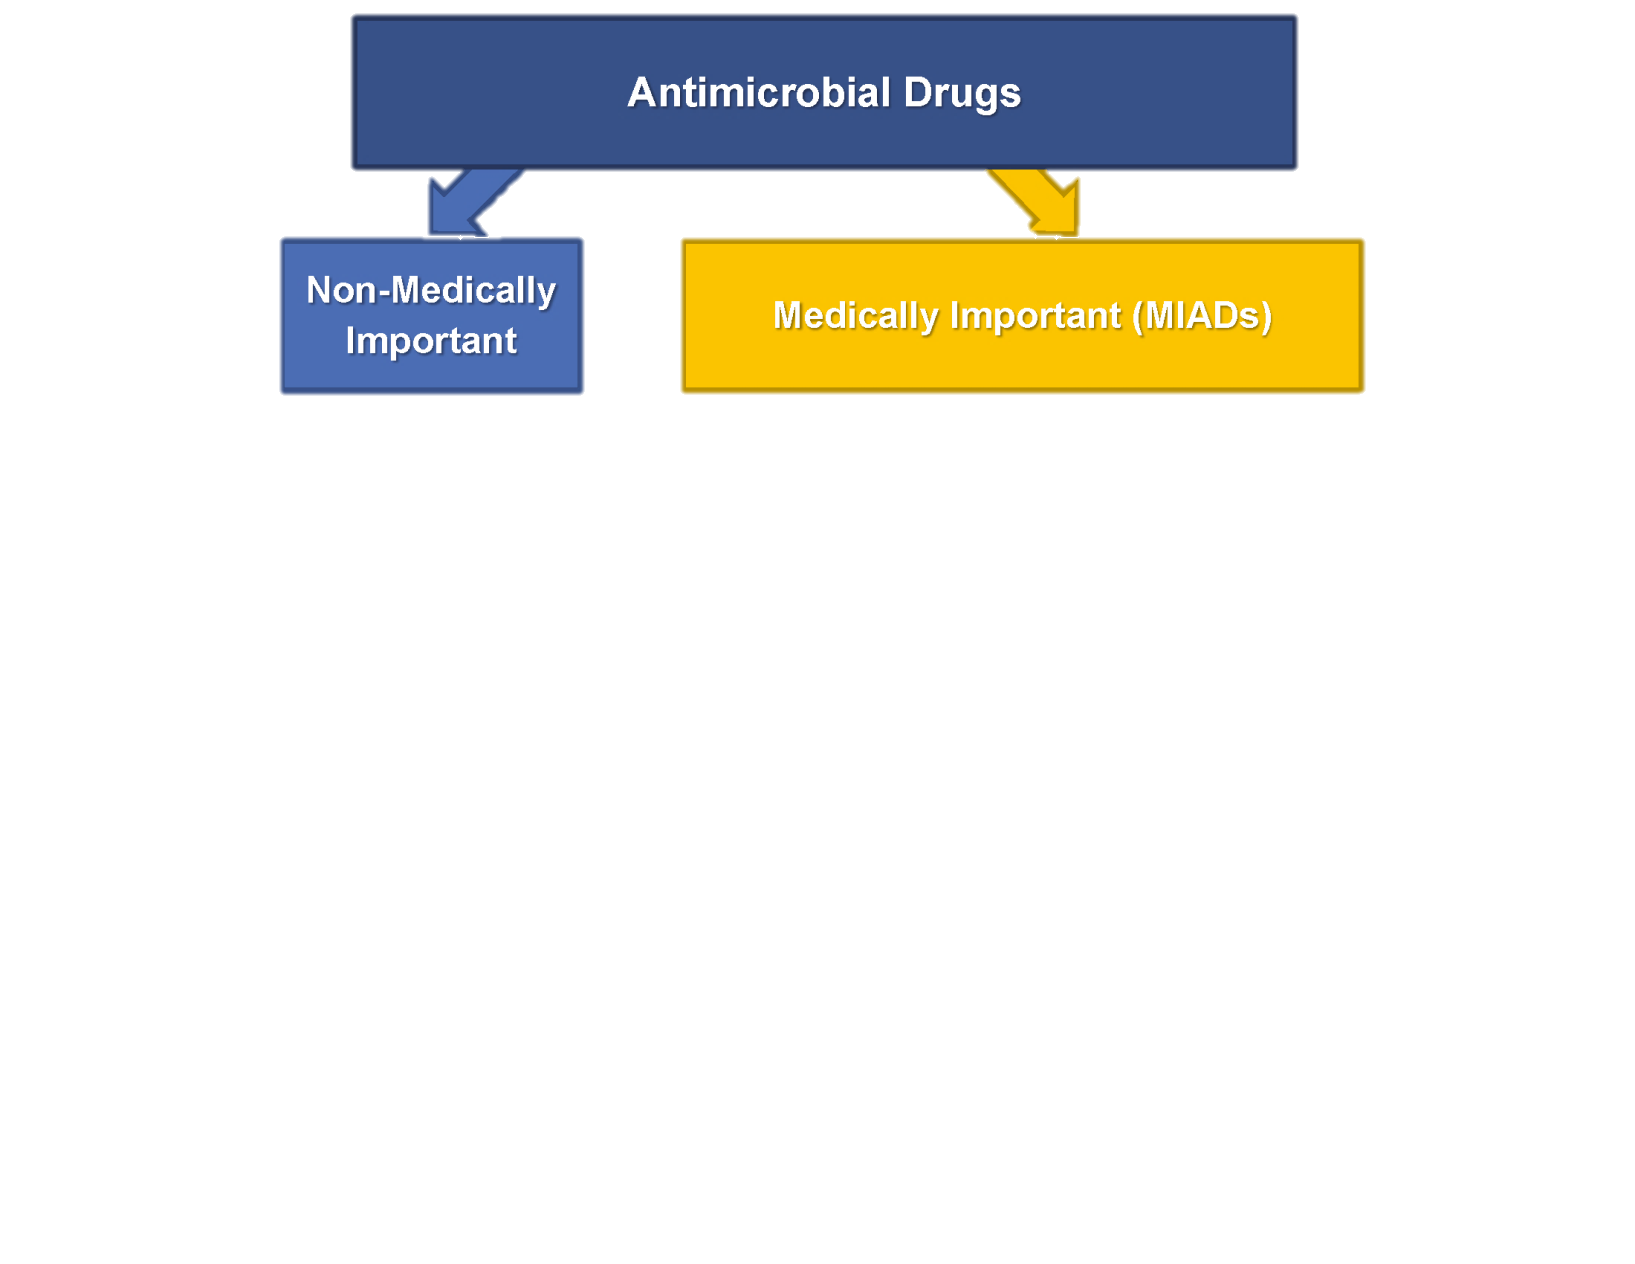 Antimicrobial Drugs
Non-Medically
Important
Medically Important (MIADs)